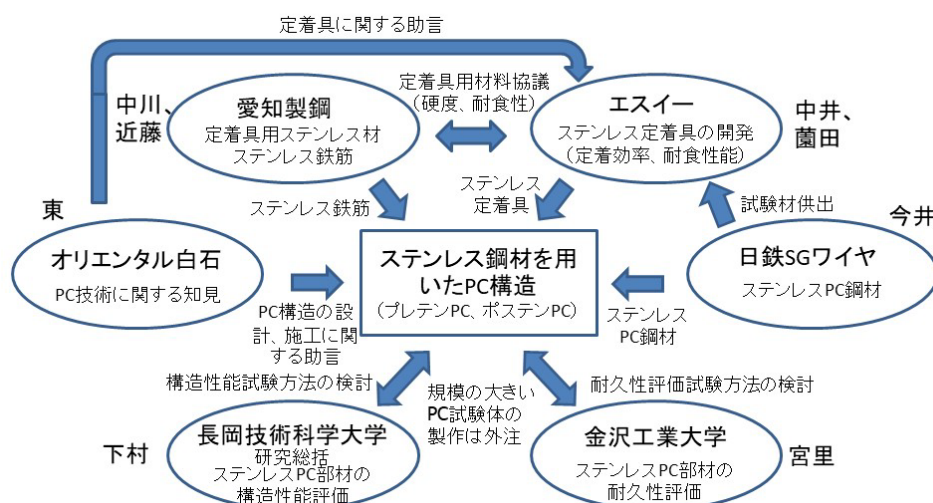 定着具に関する助言
中川、
近藤
愛知製鋼
定着具用ステンレス材
ステンレス鉄筋
定着具用材料協議
（硬度、耐食性）
エスイー
ステンレス定着具の開発
（定着効率、耐食性能）
中井、
薗田
ステンレス鉄筋
ステンレス
定着具
試験材供出
東
今井
オリエンタル白石
PC技術に関する知見
ステンレス鋼材を用
いたPC構造
（プレテンPC、ポステンPC）
日鉄SGワイヤ
ステンレスPC鋼材
PC構造の設
計、施工に関
する助言
ステンレス
PC鋼材
構造性能試験方法の検討
規模の大きい
PC試験体の
製作は外注
耐久性評価試験方法の検討
下村
長岡技術科学大学
研究総括
ステンレスPC部材の
構造性能評価
金沢工業大学
ステンレスPC部材の
耐久性評価
宮里